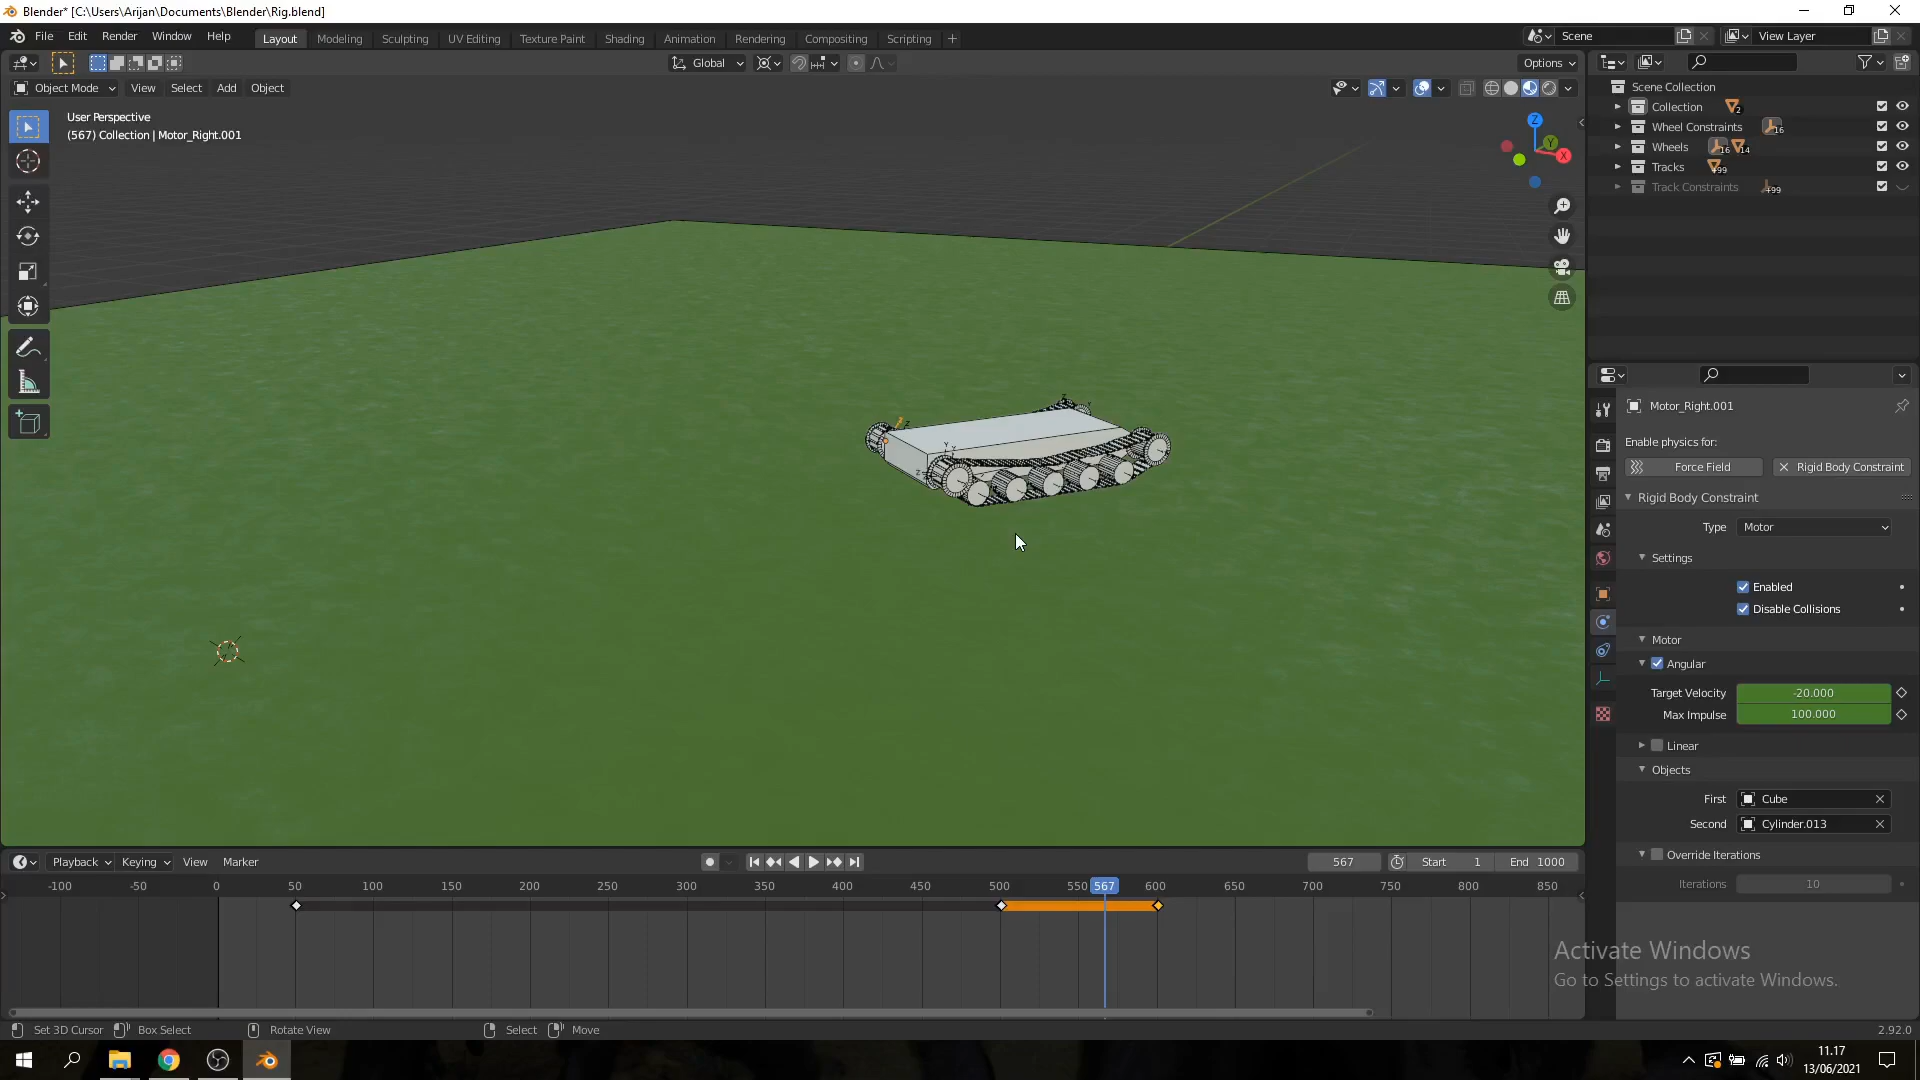 Blender* [C:\Users\Arijan\Documents\Blender\Rig.blend]
File Edit Render Window Help Layout Modeling Sculpting UV Editing Texture Paint Shading Animation Rendering Compositing Scripting + Scene View Layer
Global Options
Object Mode View Select Add Object
User Perspective
(567) Collection | Motor_Right.001
Z
Y
X
Scene Collection
Collection 2
Wheel Constraints 16
Wheels 16 14
Tracks +99
Track Constraints +99
Motor_Right.001
Enable physics for:
Force Field Rigid Body Constraint
Rigid Body Constraint
Type Motor
Settings
Enabled
Disable Collisions
Motor
Angular
Target Velocity -20.000
Max Impulse 100.000
Linear
Objects
First Cube
Second Cylinder.013
Override Iterations
Iterations 10
Playback Keying View Marker 567 Start 1 End 1000
-100 -50 0 50 100 150 200 250 300 350 400 450 500 550 567 600 650 700 750 800 850
Activate Windows
Go to Settings to activate Windows.
Set 3D Cursor Box Select Rotate View Select Move 2.92.0
11.17
13/06/2021